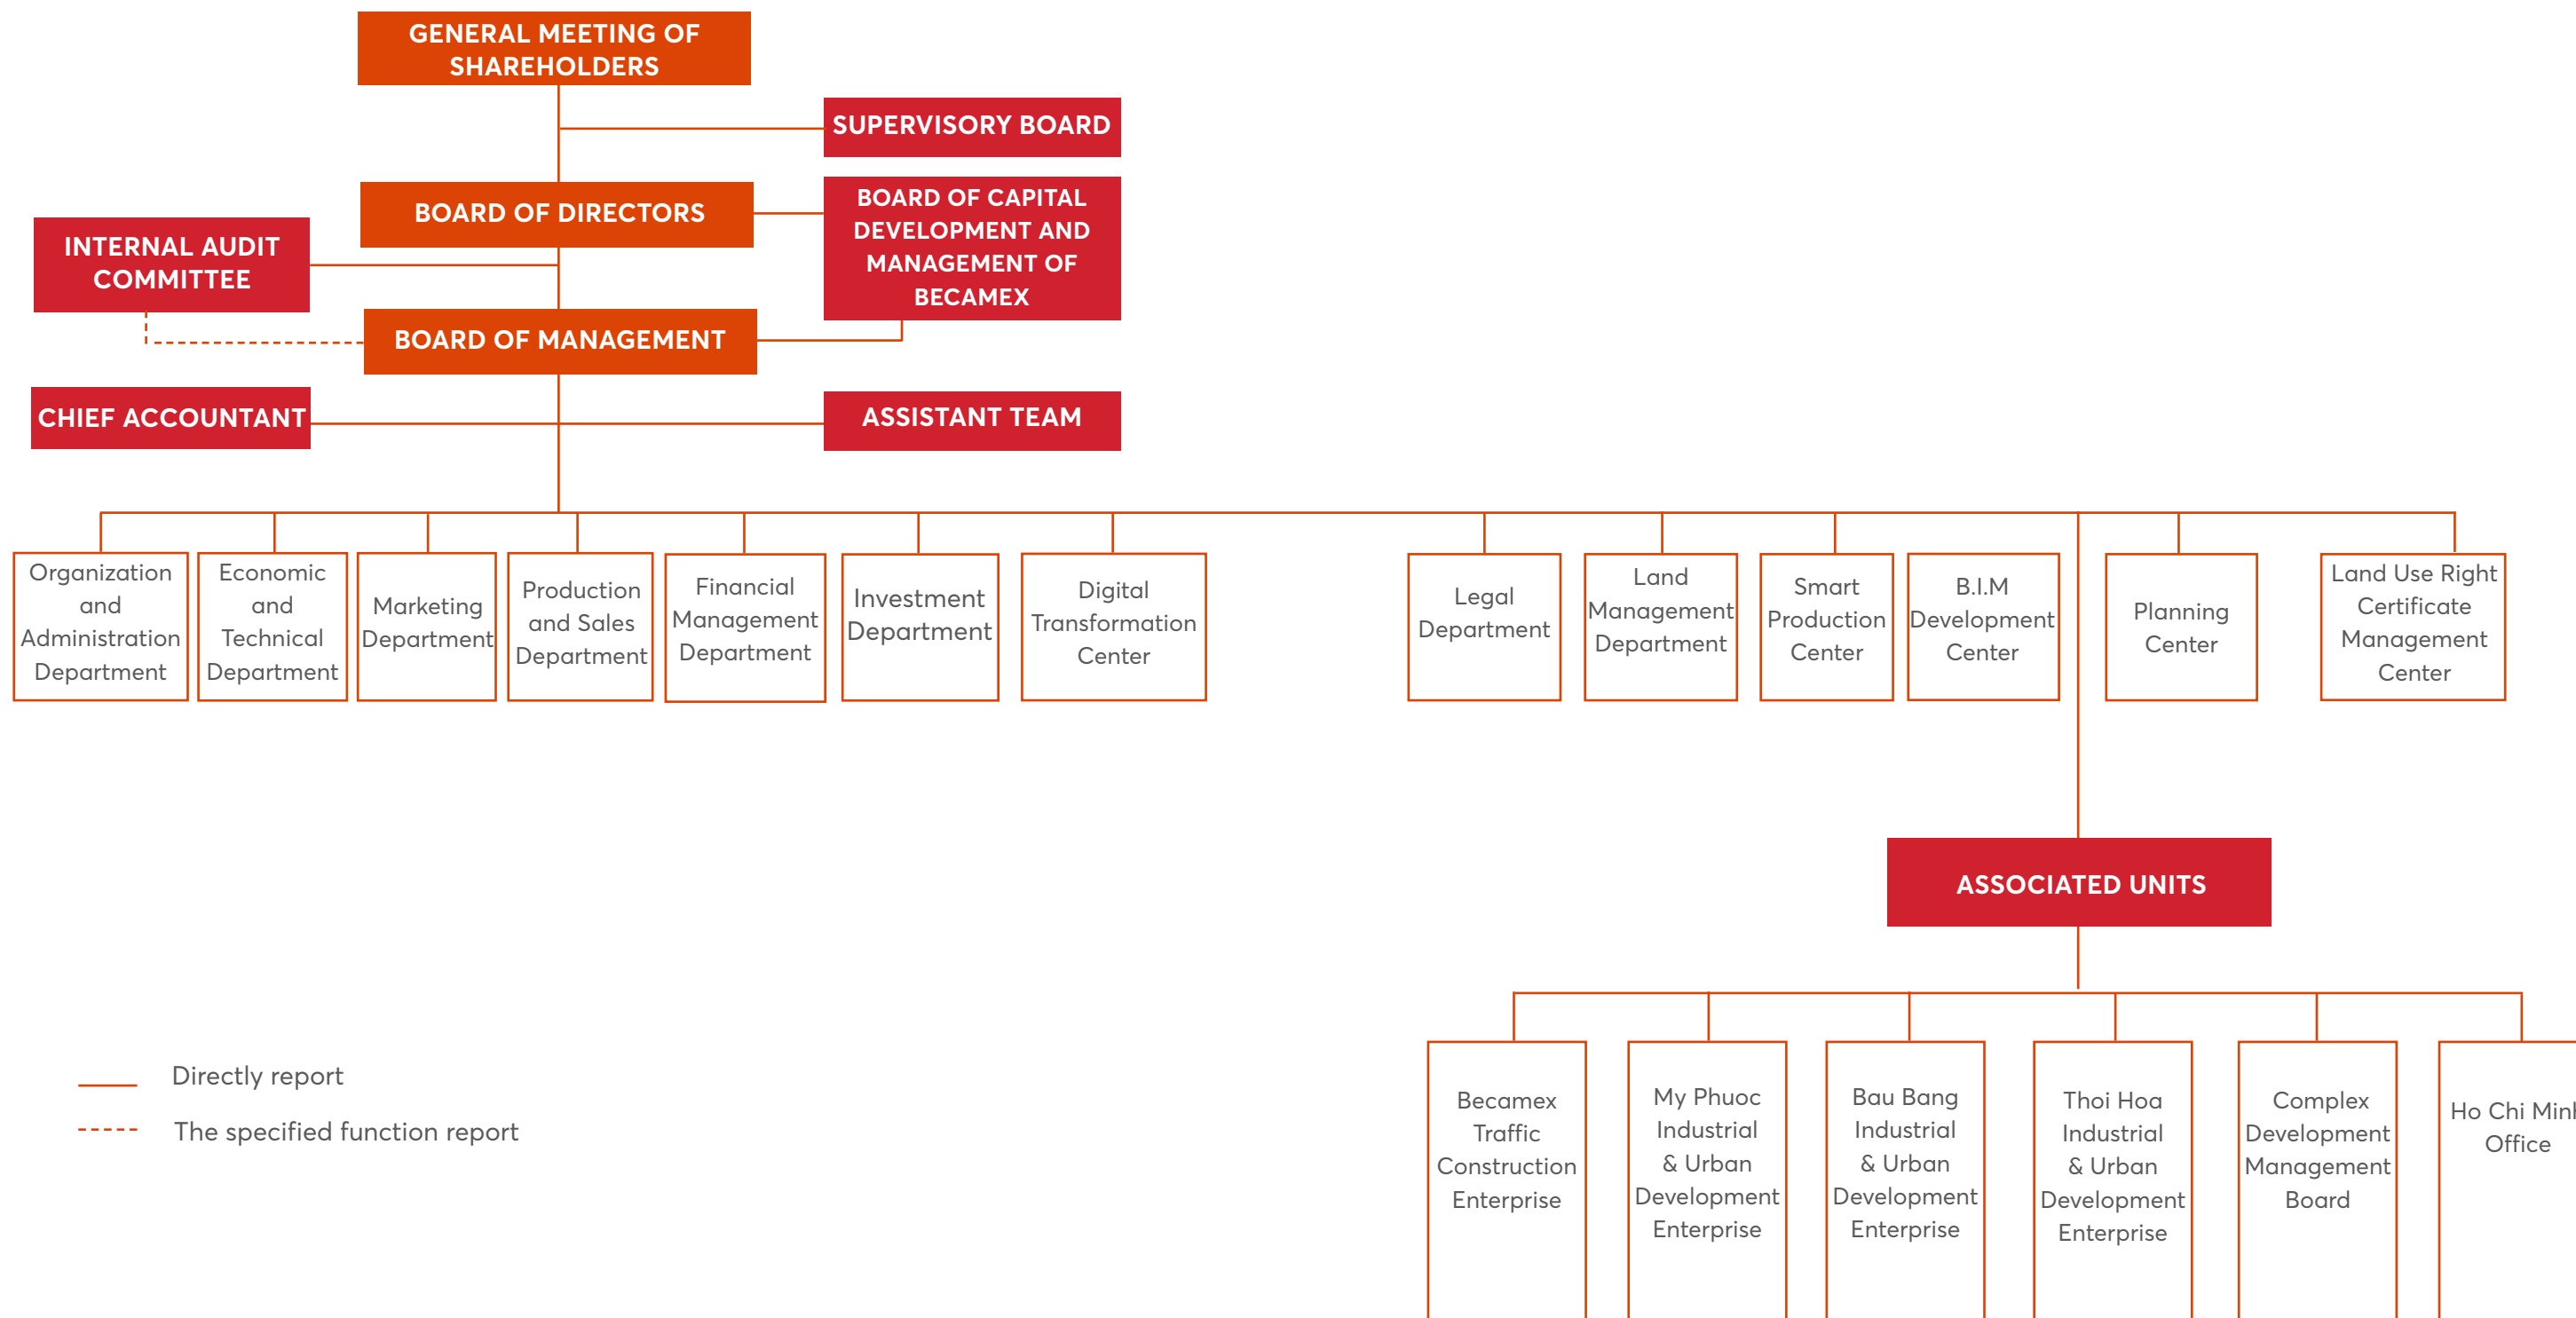 GENERAL MEETING OF
SHAREHOLDERS
SUPERVISORY BOARD
BOARD OF DIRECTORS
BOARD OF CAPITAL
DEVELOPMENT AND
MANAGEMENT OF
BECAMEX
INTERNAL AUDIT
COMMITTEE
BOARD OF MANAGEMENT
CHIEF ACCOUNTANT
ASSISTANT TEAM
Organization
and
Administration
Department
Economic
and
Technical
Department
Marketing
Department
Production
and Sales
Department
Financial
Management
Department
Investment
Department
Digital
Transformation
Center
Legal
Department
Land
Management
Department
Smart
Production
Center
B.I.M
Development
Center
Planning
Center
Land Use Right
Certificate
Management
Center
ASSOCIATED UNITS
Becamex
Traffic
Construction
Enterprise
My Phuoc
Industrial
& Urban
Development
Enterprise
Bau Bang
Industrial
& Urban
Development
Enterprise
Thoi Hoa
Industrial
& Urban
Development
Enterprise
Complex
Development
Management
Board
Ho Chi Minh
Office
Directly report
The specified function report